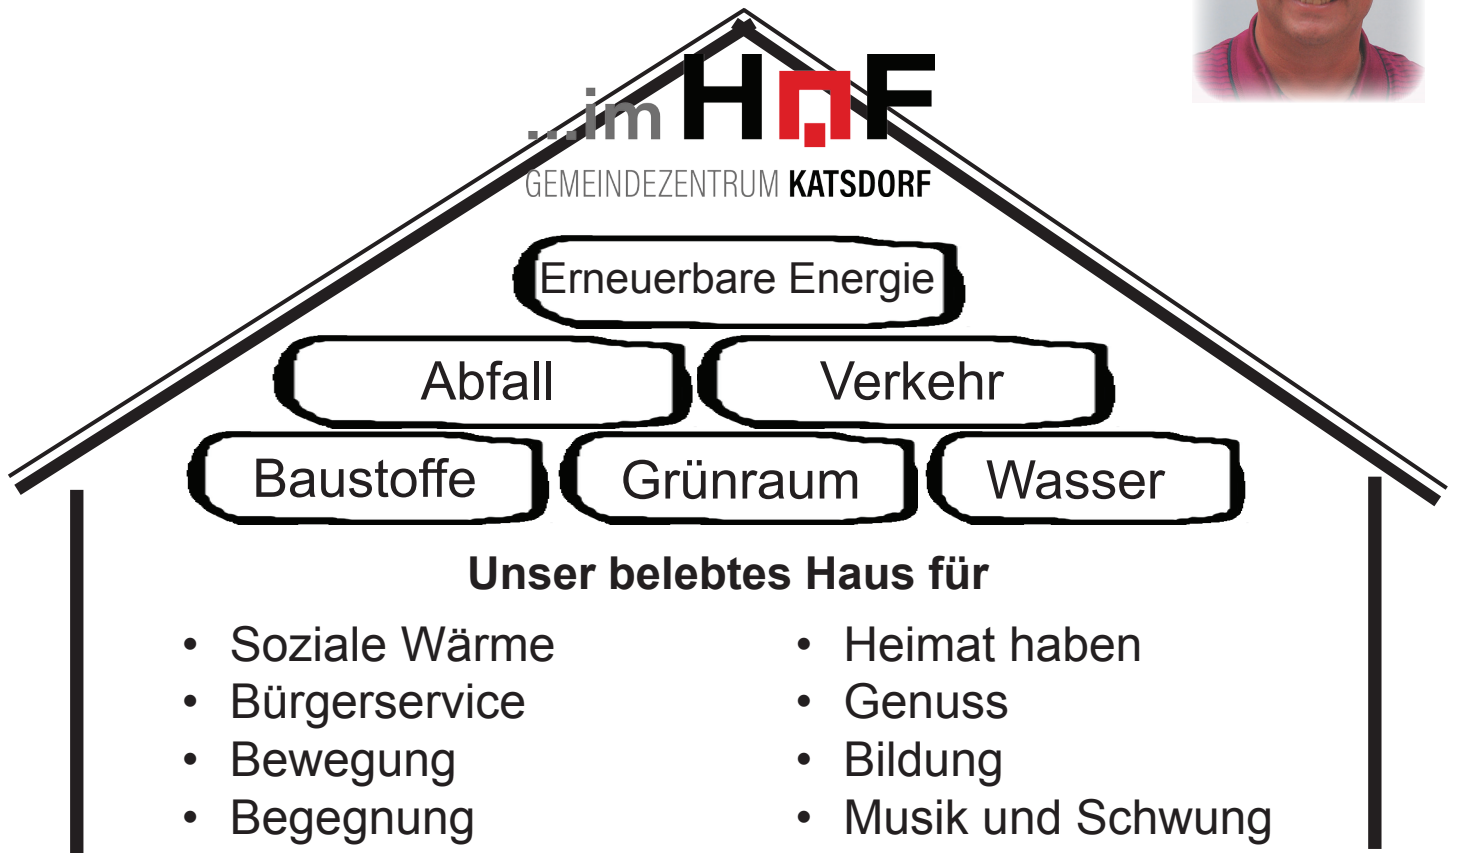 ...im HOF
GEMEINDEZENTRUM KATSDORF
Erneuerbare Energie
Abfall Verkehr
Baustoffe Grünraum Wasser
Unser belebtes Haus für
• Soziale Wärme
• Bürgerservice
• Bewegung
• Begegnung
• Heimat haben
• Genuss
• Bildung
• Musik und Schwung